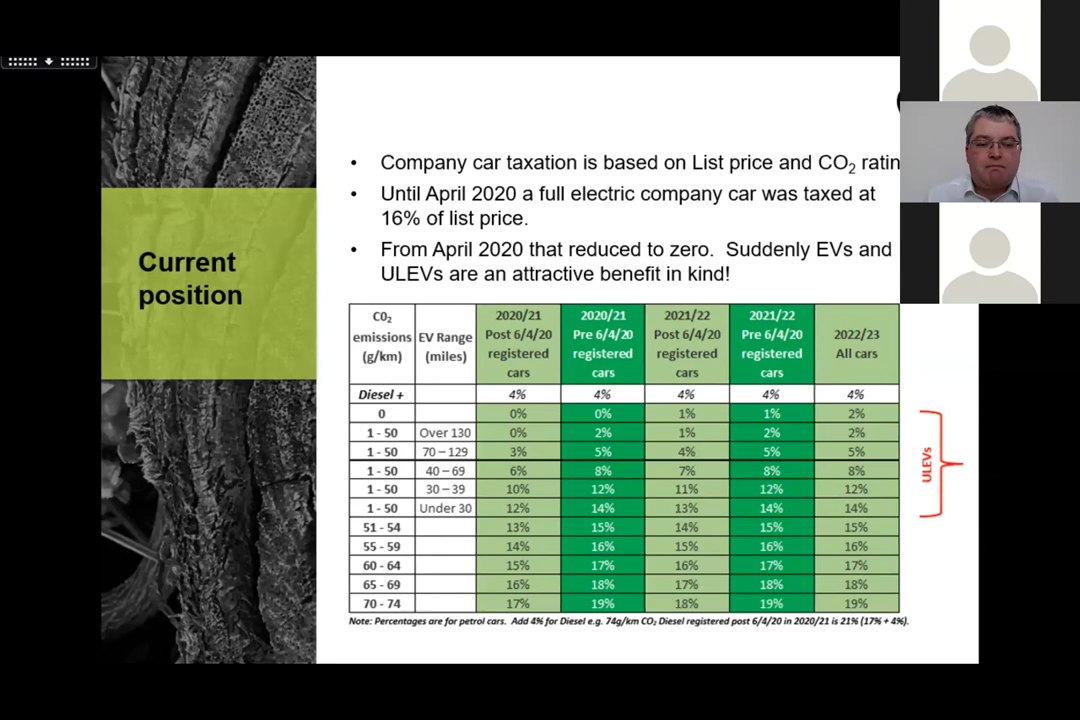 Current
position
• Company car taxation is based on List price and CO2 ratin
• Until April 2020 a full electric company car was taxed at
16% of list price.
• From April 2020 that reduced to zero. Suddenly EVs and
ULEVs are an attractive benefit in kind!
CO2 emissions (g/km) EV Range (miles) 2020/21 Post 6/4/20 registered cars 2020/21 Pre 6/4/20 registered cars 2021/22 Post 6/4/20 registered cars 2021/22 Pre 6/4/20 registered cars 2022/23 All cars
Diesel + 4% 4% 4% 4% 4%
0 0% 0% 1% 1% 2%
1 - 50 Over 130 0% 2% 1% 2% 2%
1 - 50 70 – 129 3% 5% 4% 5% 5%
1 - 50 40 – 69 6% 8% 7% 8% 8%
1 - 50 30 – 39 10% 12% 11% 12% 12%
1 - 50 Under 30 12% 14% 13% 14% 14%
51 - 54 13% 15% 14% 15% 15%
55 - 59 14% 16% 15% 16% 16%
60 - 64 15% 17% 16% 17% 17%
65 - 69 16% 18% 17% 18% 18%
70 - 74 17% 19% 18% 19% 19%
ULEVs
Note: Percentages are for petrol cars. Add 4% for Diesel e.g. 74g/km CO2 Diesel registered post 6/4/20 in 2020/21 is 21% (17% + 4%).